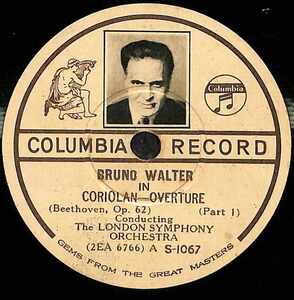 Columbia
COLUMBIA RECORD
BRUNO WALTER
IN
CORIOLAN—OVERTURE
(Beethoven, Op. 62) (Part 1)
Conducting
The LONDON SYMPHONY
ORCHESTRA
(2EA 6766) A S-1067
GEMS FROM THE GREAT MASTERS